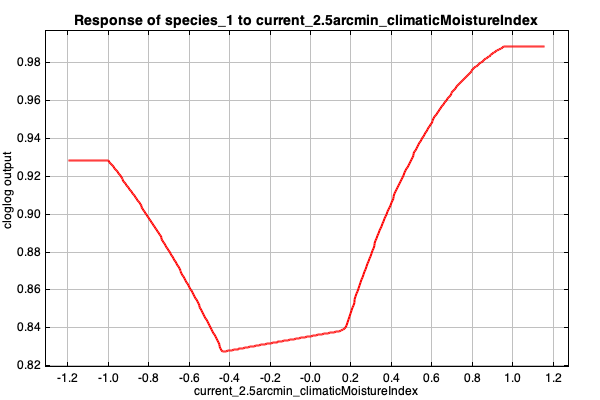 Response of species_1 to current_2.5arcmin_climaticMoistureIndex
cloglog output
0.98
0.96
0.94
0.92
0.90
0.88
0.86
0.84
0.82
-1.2 -1.0 -0.8 -0.6 -0.4 -0.2 0.0 0.2 0.4 0.6 0.8 1.0 1.2
current_2.5arcmin_climaticMoistureIndex